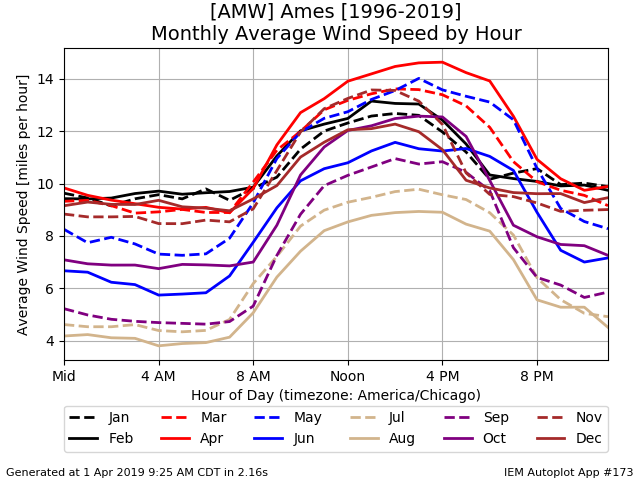 [AMW] Ames [1996-2019]
Monthly Average Wind Speed by Hour
Average Wind Speed [miles per hour]
14
12
10
8
6
4
Mid 4 AM 8 AM Noon 4 PM 8 PM
Hour of Day (timezone: America/Chicago)
Jan Mar May Jul Sep Nov
Feb Apr Jun Aug Oct Dec
Generated at 1 Apr 2019 9:25 AM CDT in 2.16s IEM Autoplot App #173